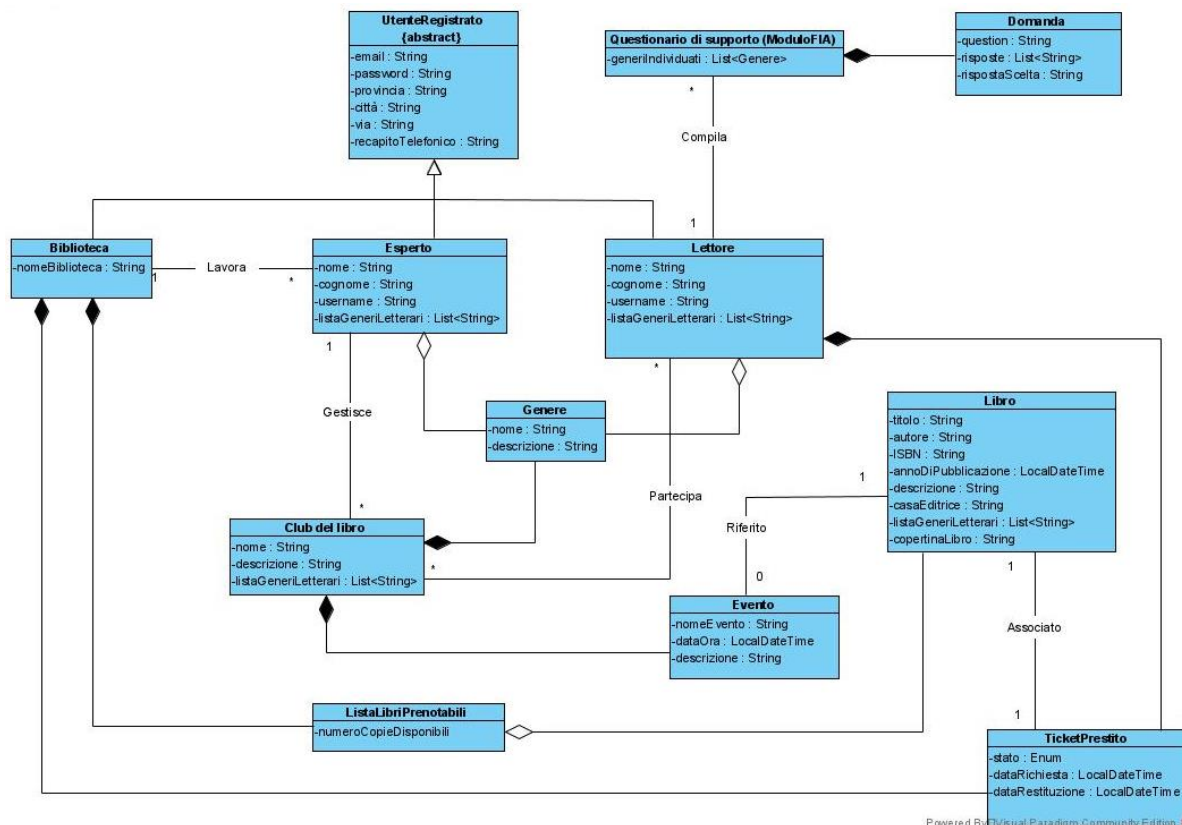 UtenteRegistrato
{abstract}
-email : String
-password : String
-provincia : String
-città : String
-via : String
-recapitoTelefonico : String
Questionario di supporto (ModuloFIA)
-generiIndividuati : List<Genere>
Domanda
-question : String
-risposte : List<String>
-rispostaScelta : String
*
Compila
1
Biblioteca
-nomeBiblioteca : String
1
Lavora
*
Esperto
-nome : String
-cognome : String
-username : String
-listaGeneriLetterari : List<String>
Lettore
-nome : String
-cognome : String
-username : String
-listaGeneriLetterari : List<String>
1
Gestisce
*
Genere
-nome : String
-descrizione : String
*
Partecipa
*
Libro
-titolo : String
-autore : String
-ISBN : String
-annoDiPubblicazione : LocalDateTime
-descrizione : String
-casaEditrice : String
-listaGeneriLetterari : List<String>
-copertinaLibro : String
1
Riferito
0
Club del libro
-nome : String
-descrizione : String
-listaGeneriLetterari : List<String>
Evento
-nomeEvento : String
-dataOra : LocalDateTime
-descrizione : String
1
Associato
1
ListaLibriPrenotabili
-numeroCopieDisponibili
TicketPrestito
-stato : Enum
-dataRichiesta : LocalDateTime
-dataRestituzione : LocalDateTime
Powered By Visual Paradigm Community Edition